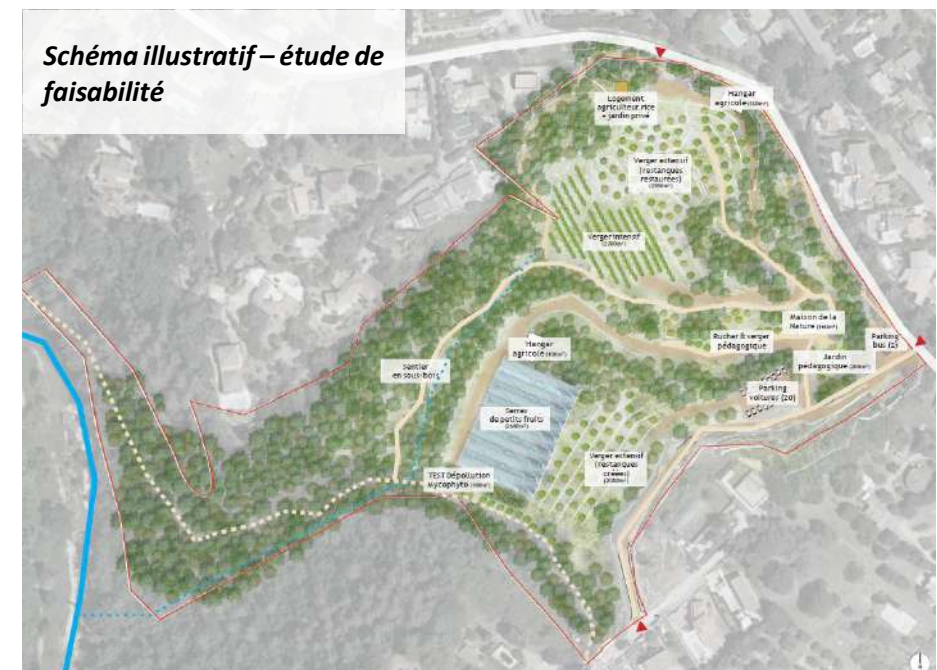 Schéma illustratif – étude de
faisabilité
Logement
agriculteur.rice
+ jardin privé
Hangar
agricole
Verger extensif
(restanques
restaurées)
Verger intensif
Maison de la
Nature
Parking
bus (2)
Rucher & verger
pédagogique
Jardin
pédagogique
Parking
voitures (20)
Hangar
agricole
Sentier
en sous-bois
Serres
de petits fruits
Verger extensif
(restanques
créées)
TEST Dépollution
Mycophyto